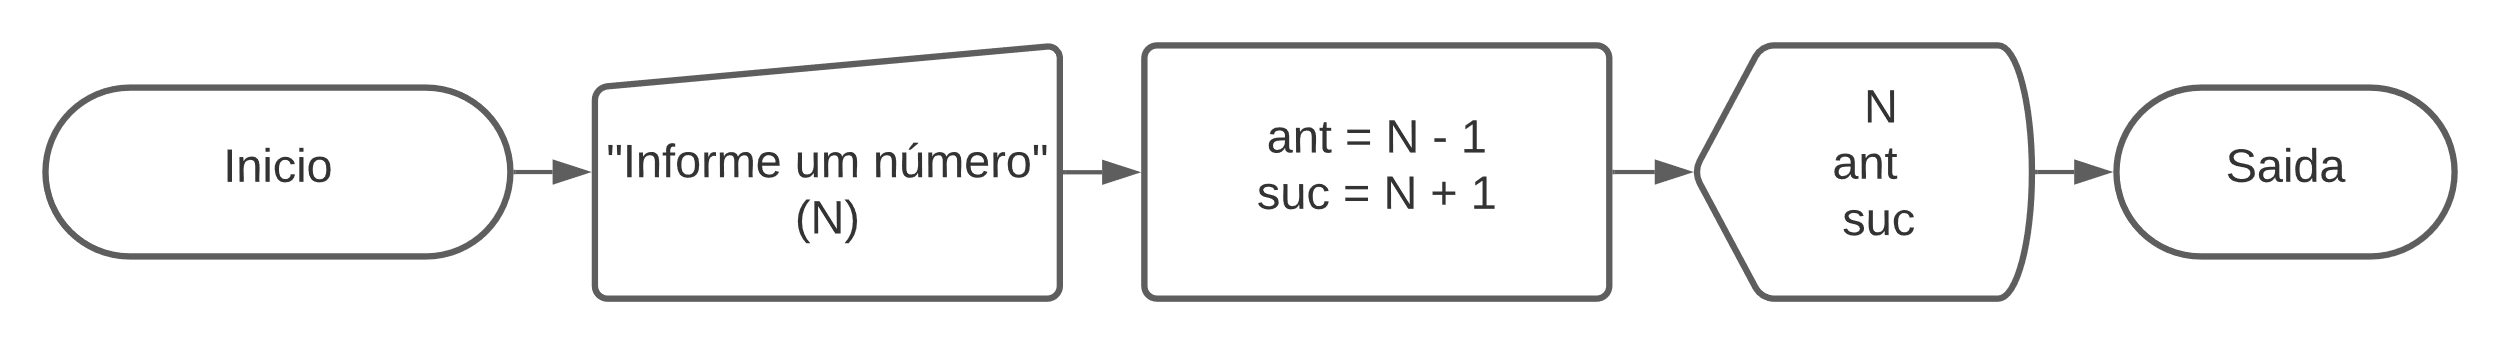 Inicio
"Informe um número"
(N)
ant = N - 1
suc = N + 1
N
ant
suc
Saida